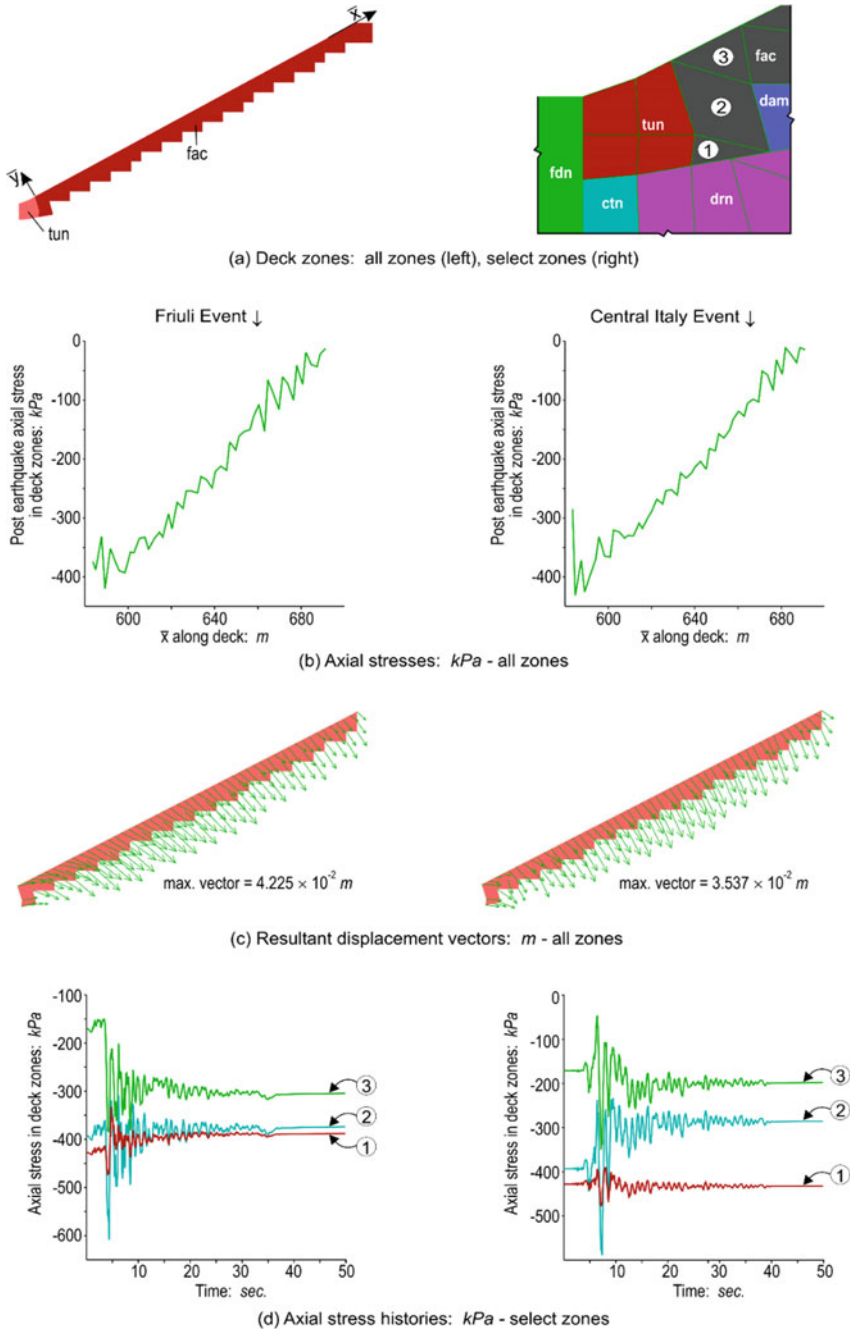 x̄
ȳ
fac
tun
3
fac
2
dam
tun
1
fdn
ctn
drn
(a) Deck zones: all zones (left), select zones (right)
Friuli Event ↓
Central Italy Event ↓
Post earthquake axial stress
in deck zones: kPa
0
-100
-200
-300
-400
600
640
680
x̄ along deck: m
Post earthquake axial stress
in deck zones: kPa
0
-100
-200
-300
-400
600
640
680
x̄ along deck: m
(b) Axial stresses: kPa - all zones
max. vector = 4.225 × 10⁻² m
max. vector = 3.537 × 10⁻² m
(c) Resultant displacement vectors: m - all zones
Axial stress in deck zones: kPa
-100
-200
-300
-400
-500
-600
3
2
1
10
20
30
40
50
Time: sec.
Axial stress in deck zones: kPa
0
-100
-200
-300
-400
-500
3
2
1
10
20
30
40
50
Time: sec.
(d) Axial stress histories: kPa - select zones